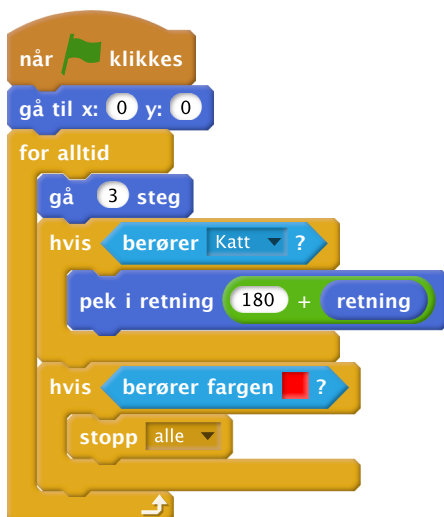 når klikkes
gå til x: 0 y: 0
for alltid
gå 3 steg
hvis berører Katt ?
pek i retning 180 + retning
hvis berører fargen ?
stopp alle